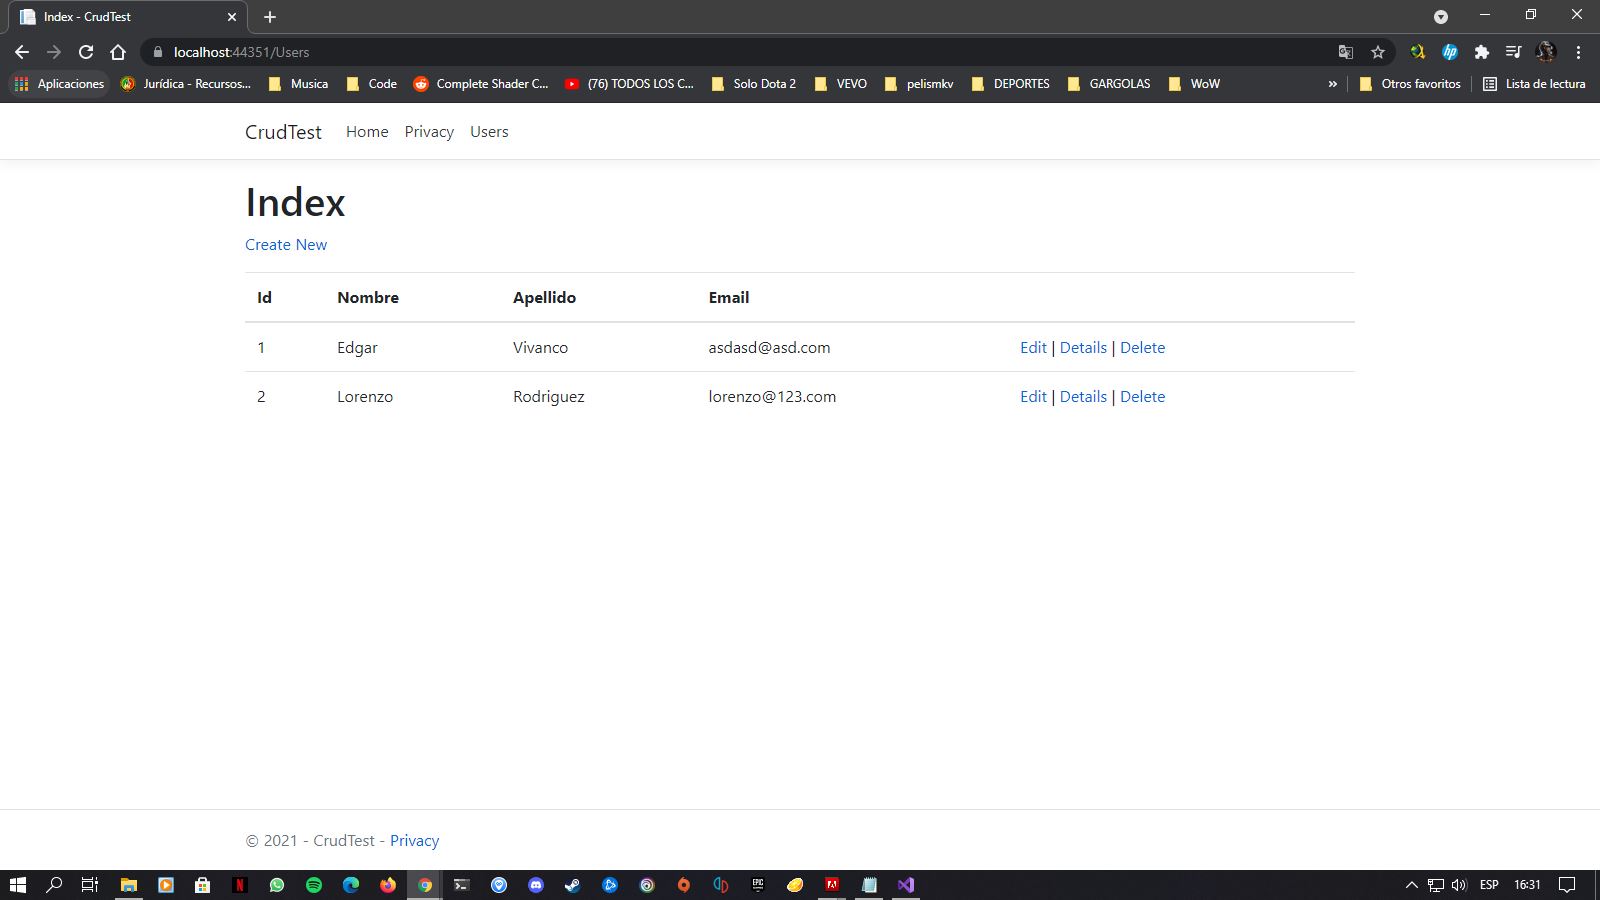 Index - CrudTest
localhost:44351/Users
Aplicaciones Jurídica - Recursos... Musica Code Complete Shader C... (76) TODOS LOS C... Solo Dota 2 VEVO pelismkv DEPORTES GARGOLAS WoW » Otros favoritos Lista de lectura
CrudTest Home Privacy Users
Index
Create New
Id Nombre Apellido Email
1 Edgar Vivanco asdasd@asd.com Edit | Details | Delete
2 Lorenzo Rodriguez lorenzo@123.com Edit | Details | Delete
© 2021 - CrudTest - Privacy
ESP 16:31